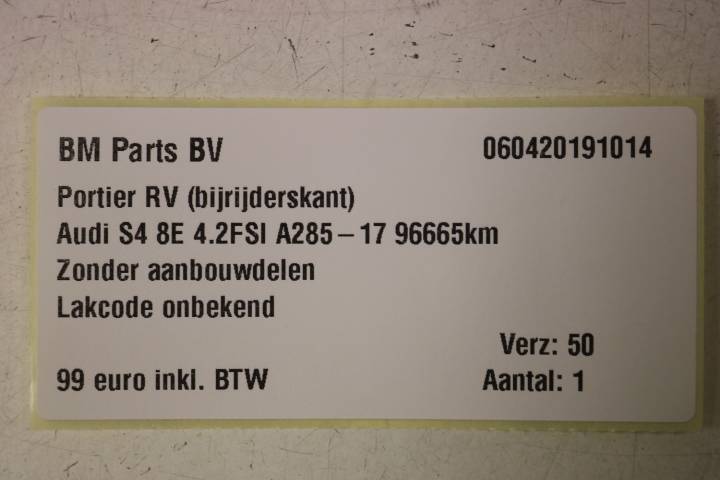 BM Parts BV 060420191014
Portier RV (bijrijderskant)
Audi S4 8E 4.2FSI A285-17 96665km
Zonder aanbouwdelen
Lakcode onbekend
Verz: 50
99 euro inkl. BTW Aantal: 1